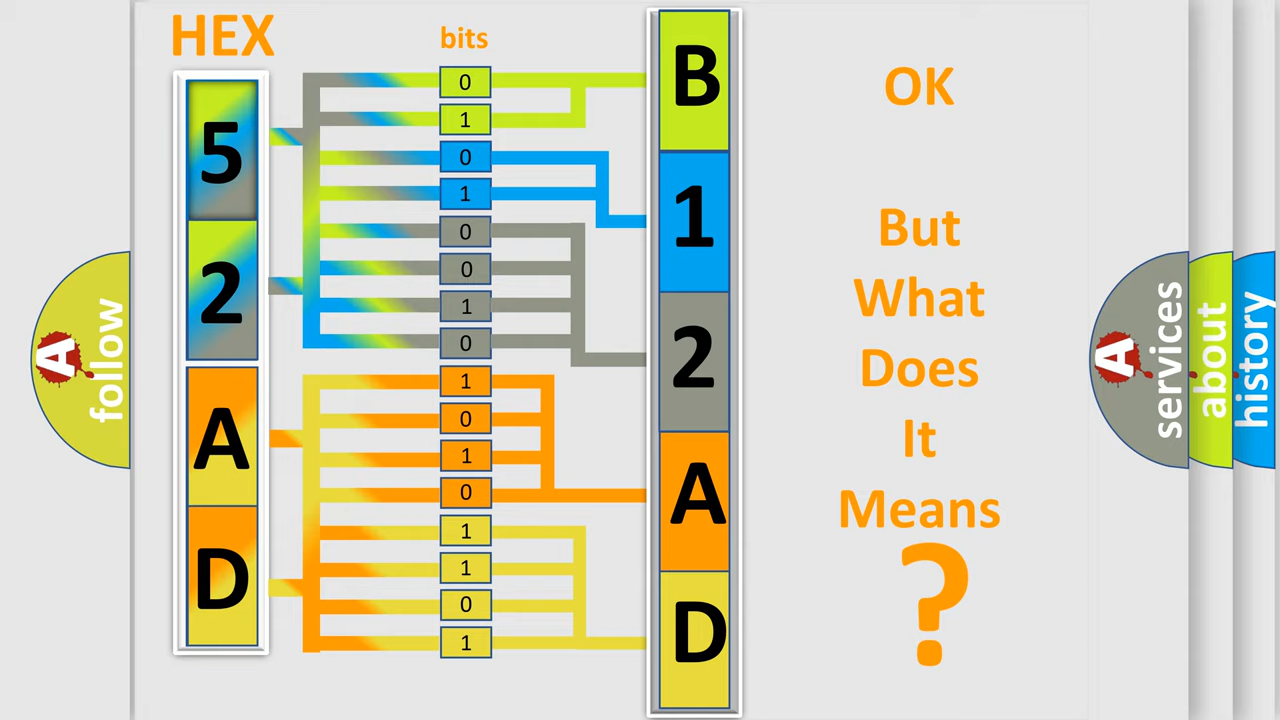 HEX
bits
5
2
A
D
0
1
0
1
0
0
1
0
1
0
1
0
1
1
0
1
B
1
2
A
D
OK
But
What
Does
It
Means
?
A
follow
A
services
about
history